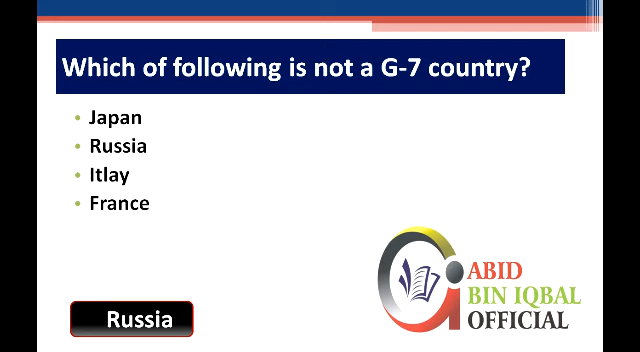 Which of following is not a G-7 country?
• Japan
• Russia
• Itlay
• France
ABID
BIN IQBAL
OFFICIAL
Russia